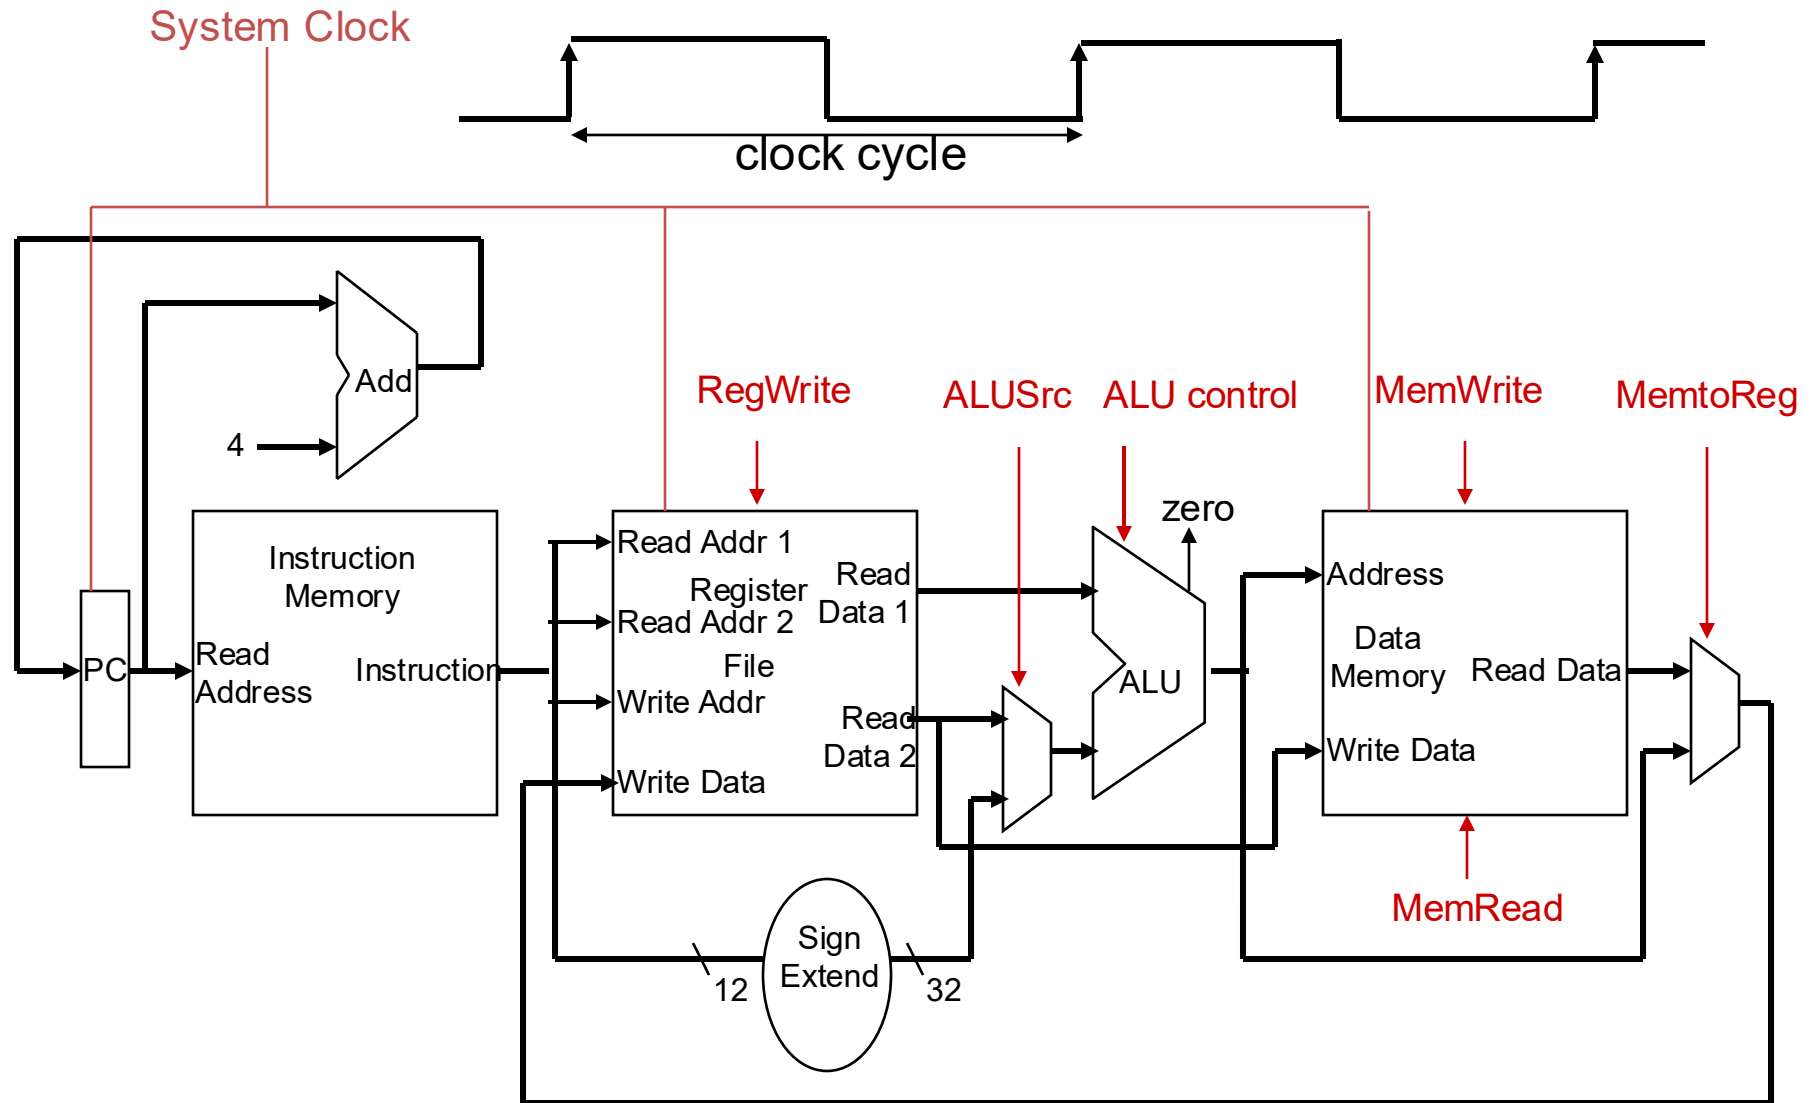 System Clock
clock cycle
Add
4
RegWrite
ALUSrc
ALU control
MemWrite
MemtoReg
zero
PC
Instruction
Memory
Read
Address
Instruction
Read Addr 1
Register
Read Addr 2
File
Write Addr
Write Data
Read
Data 1
Read
Data 2
ALU
Address
Data
Memory
Read Data
Write Data
MemRead
Sign
Extend
12
32